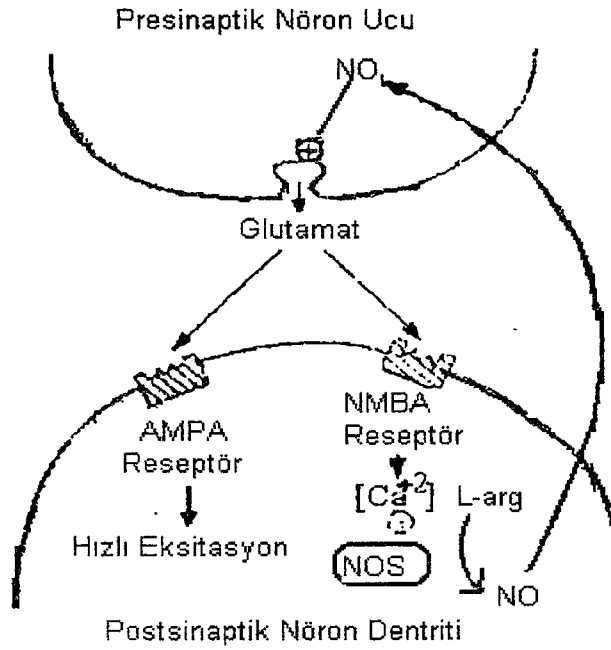 Presinaptik Nöron Ucu
NO
Glutamat
AMPA
Reseptör
Hızlı Eksitasyon
NMBA
Reseptör
[Ca+2] L-arg
NOS
NO
Postsinaptik Nöron Dentriti